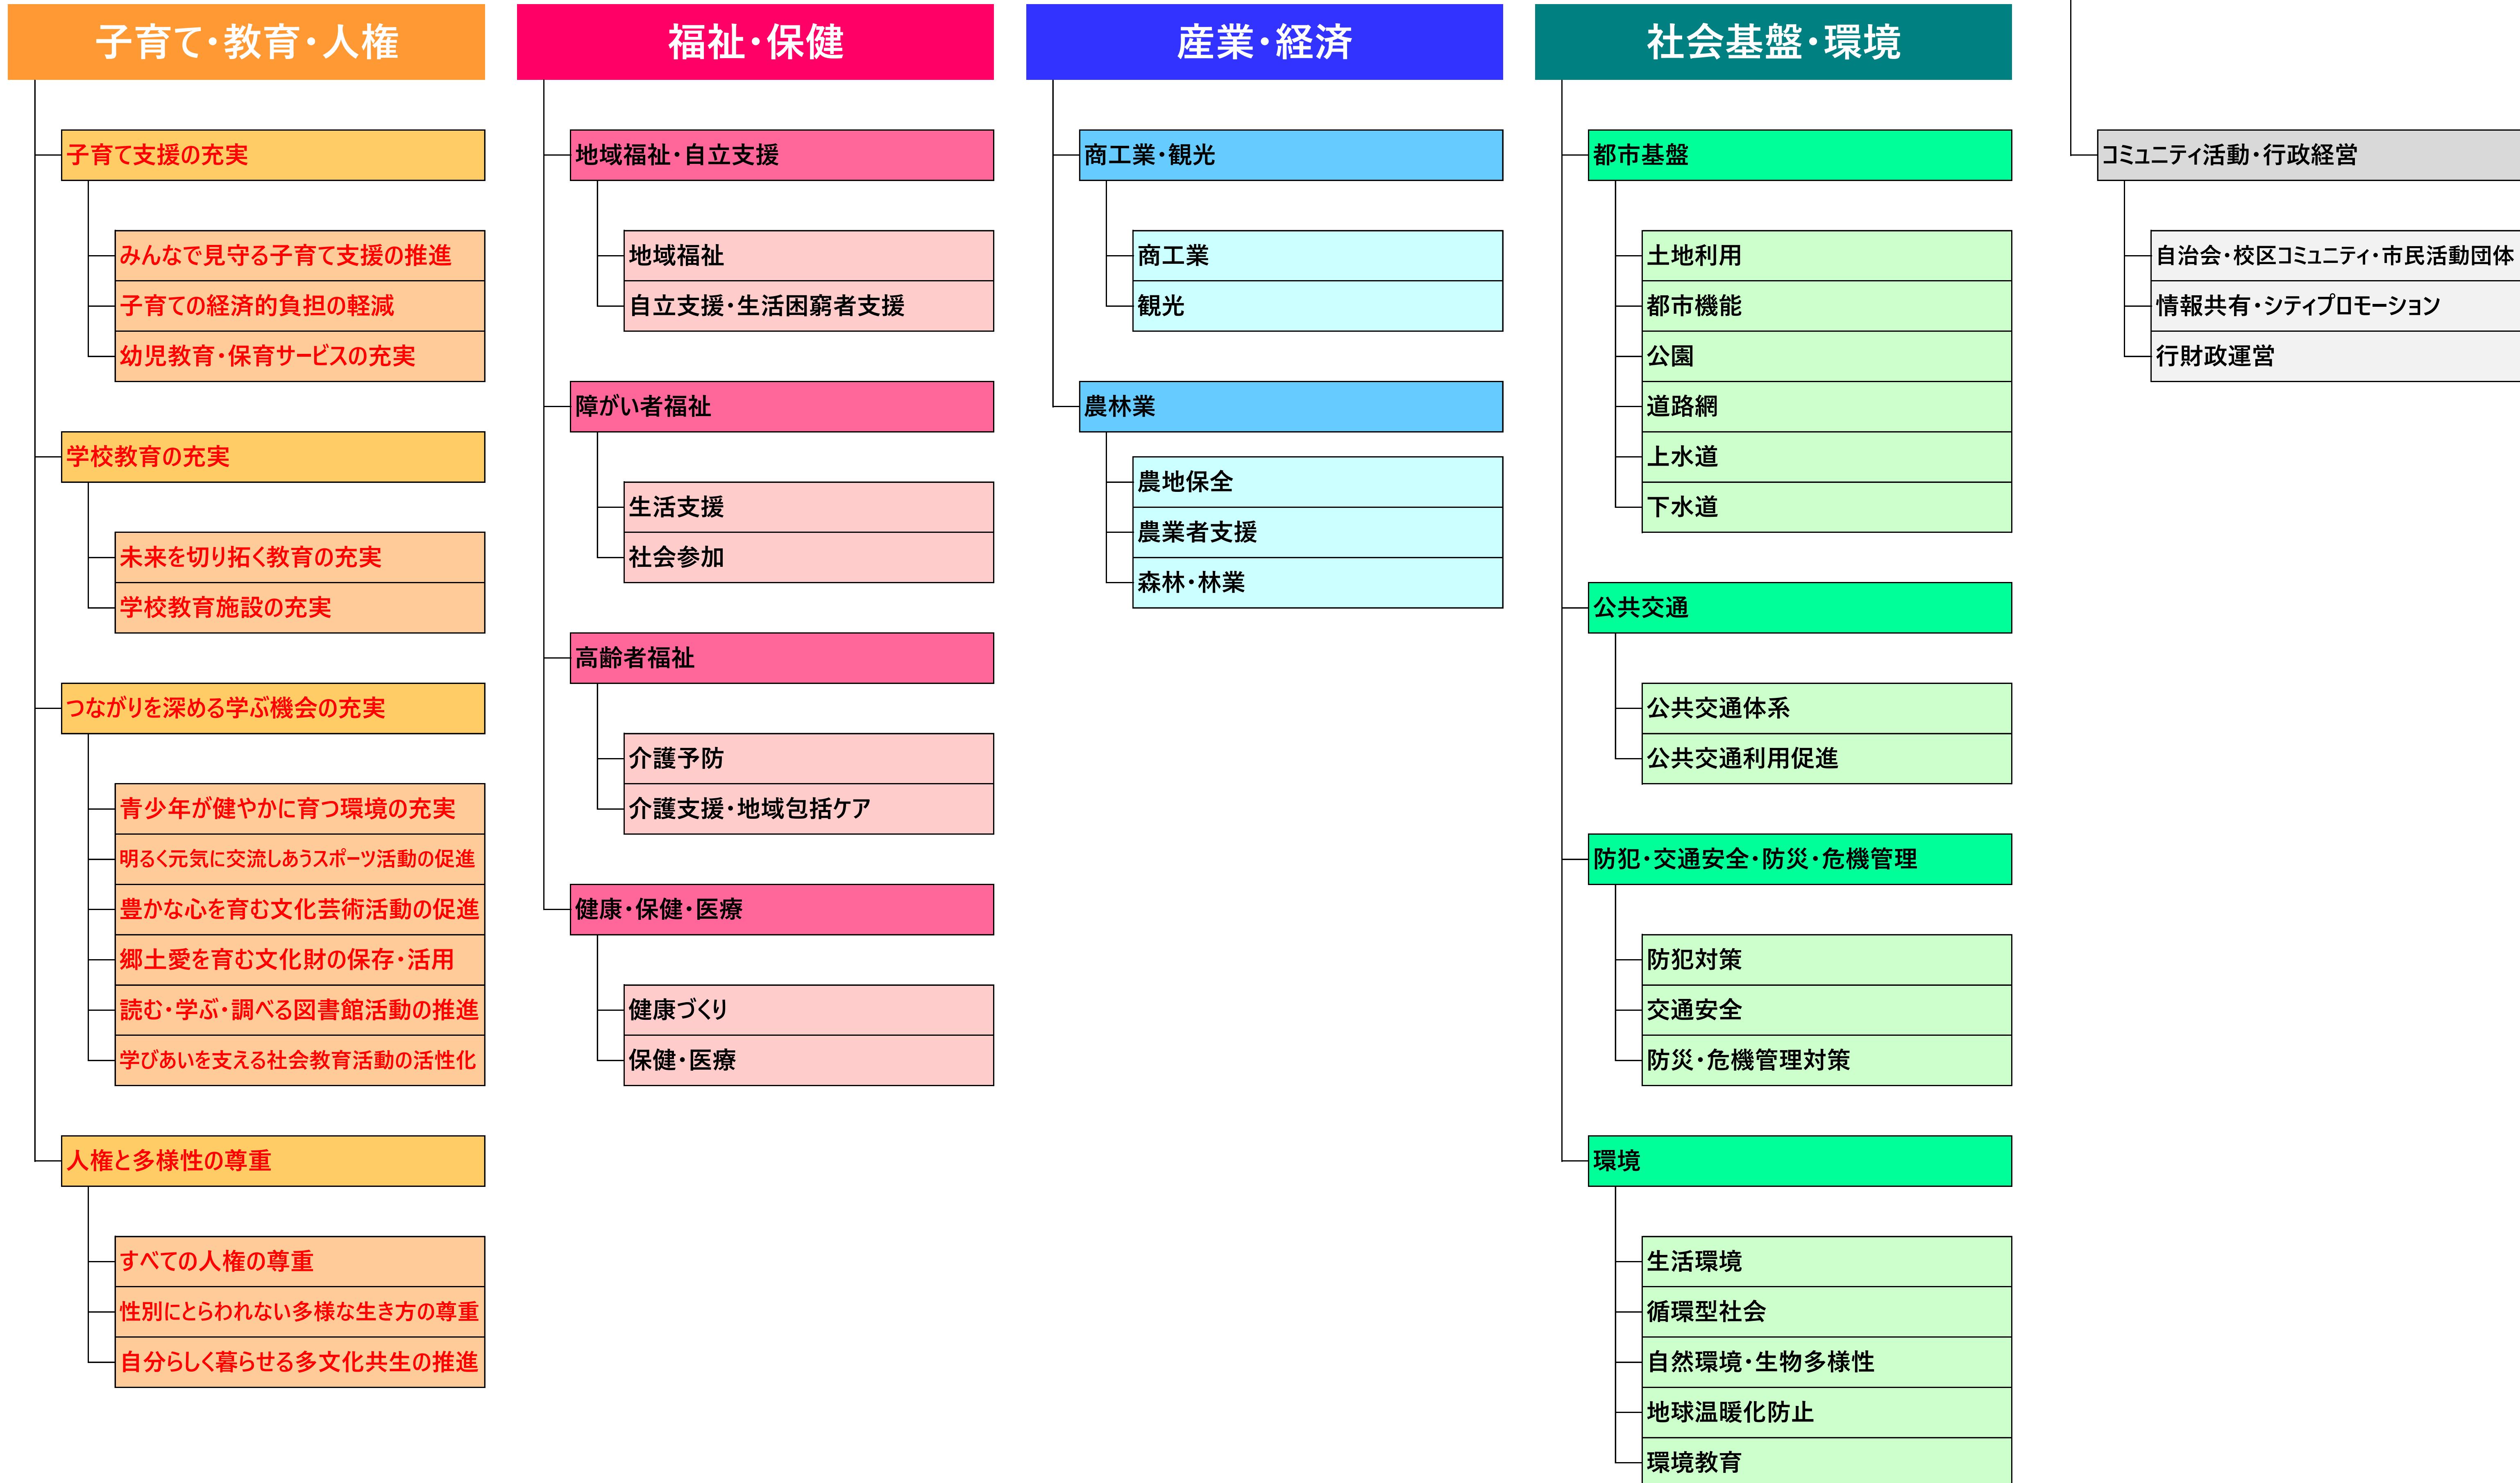 子育て・教育・人権
子育て支援の充実
みんなで見守る子育て支援の推進
子育ての経済的負担の軽減
幼児教育・保育サービスの充実
学校教育の充実
未来を切り拓く教育の充実
学校教育施設の充実
つながりを深める学ぶ機会の充実
青少年が健やかに育つ環境の充実
明るく元気に交流しあうスポーツ活動の促進
豊かな心を育む文化芸術活動の促進
郷土愛を育む文化財の保存・活用
読む・学ぶ・調べる図書館活動の推進
学びあいを支える社会教育活動の活性化
人権と多様性の尊重
すべての人権の尊重
性別にとらわれない多様な生き方の尊重
自分らしく暮らせる多文化共生の推進
福祉・保健
地域福祉・自立支援
地域福祉
自立支援・生活困窮者支援
障がい者福祉
生活支援
社会参加
高齢者福祉
介護予防
介護支援・地域包括ケア
健康・保健・医療
健康づくり
保健・医療
産業・経済
商工業・観光
商工業
観光
農林業
農地保全
農業者支援
森林・林業
社会基盤・環境
都市基盤
土地利用
都市機能
公園
道路網
上水道
下水道
公共交通
公共交通体系
公共交通利用促進
防犯・交通安全・防災・危機管理
防犯対策
交通安全
防災・危機管理対策
環境
生活環境
循環型社会
自然環境・生物多様性
地球温暖化防止
環境教育
コミュニティ活動・行政経営
自治会・校区コミュニティ・市民活動団体
情報共有・シティプロモーション
行財政運営